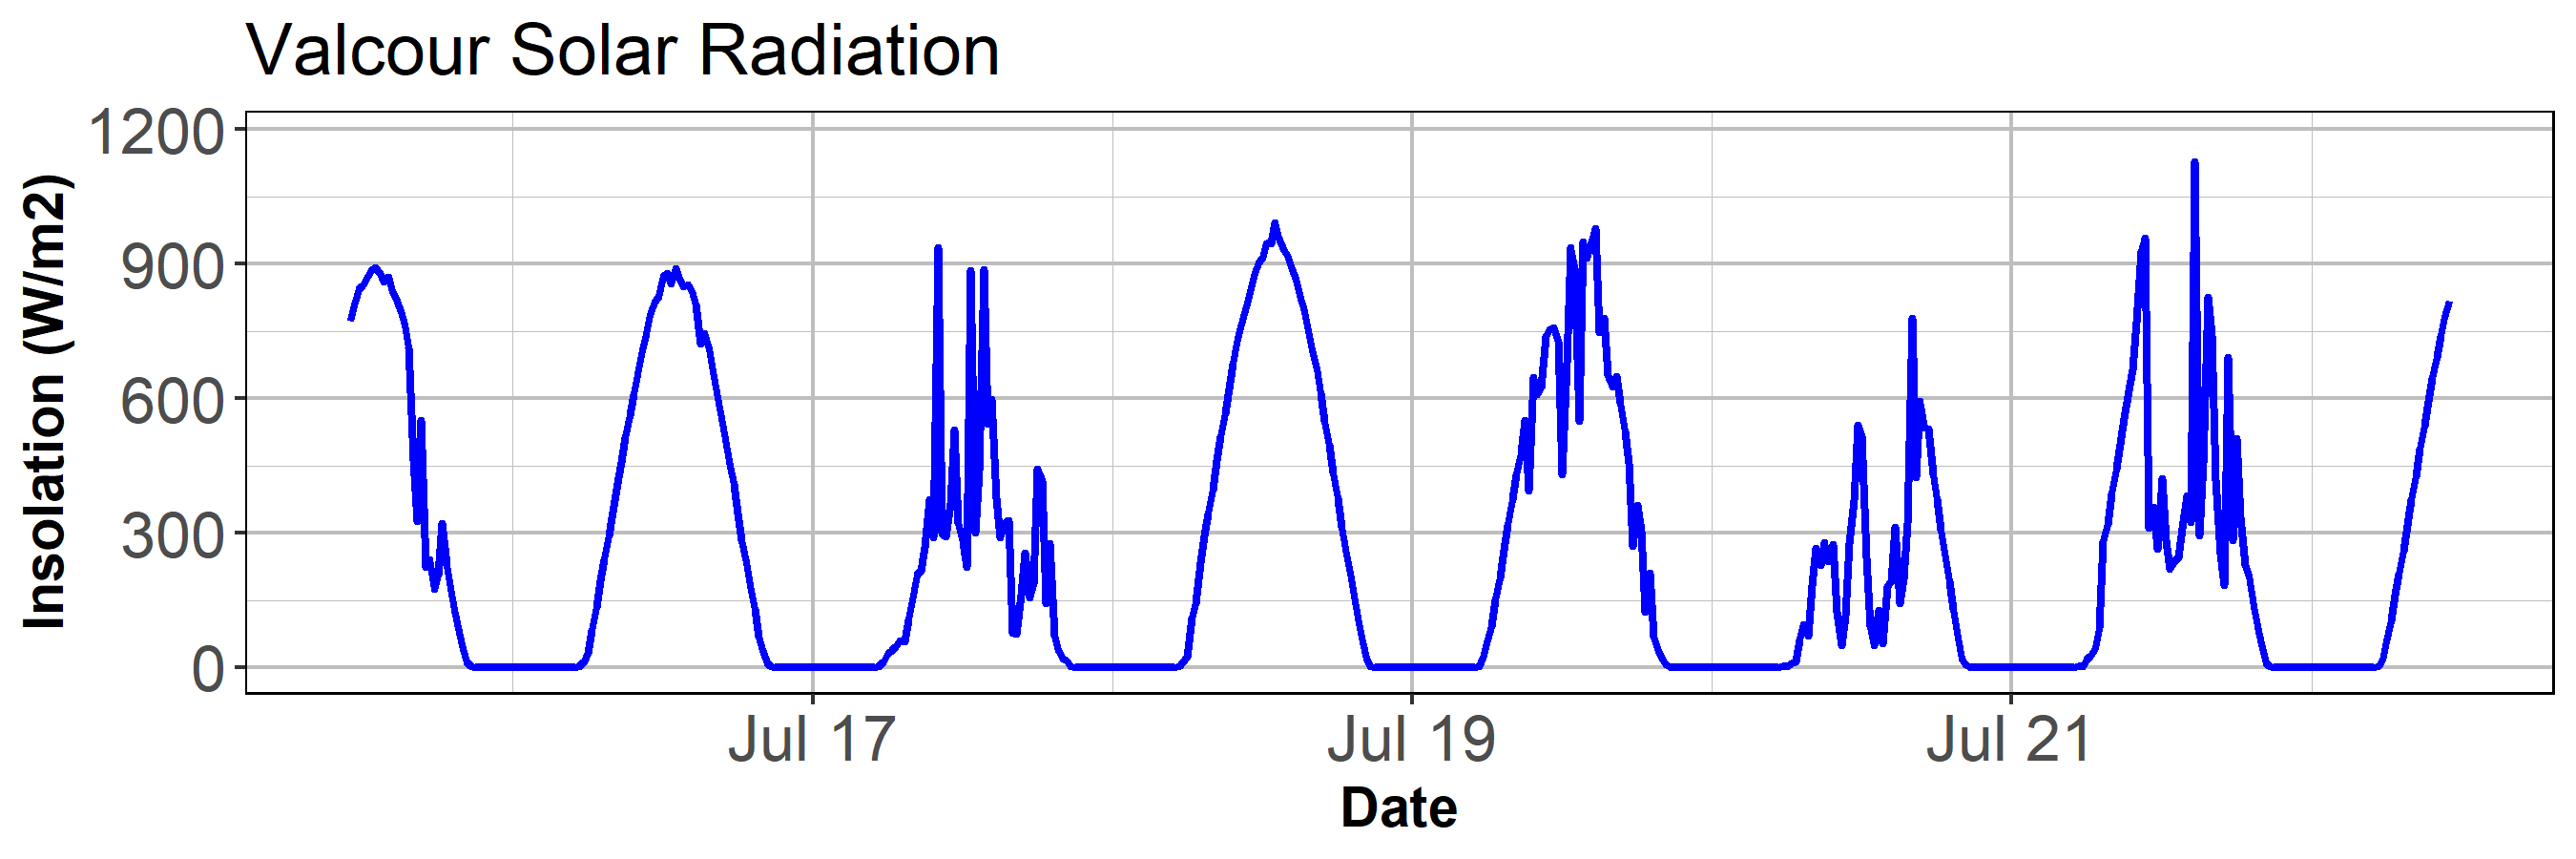 Valcour Solar Radiation
1200
900
600
300
0
Insolation (W/m2)
Jul 17 Jul 19 Jul 21
Date